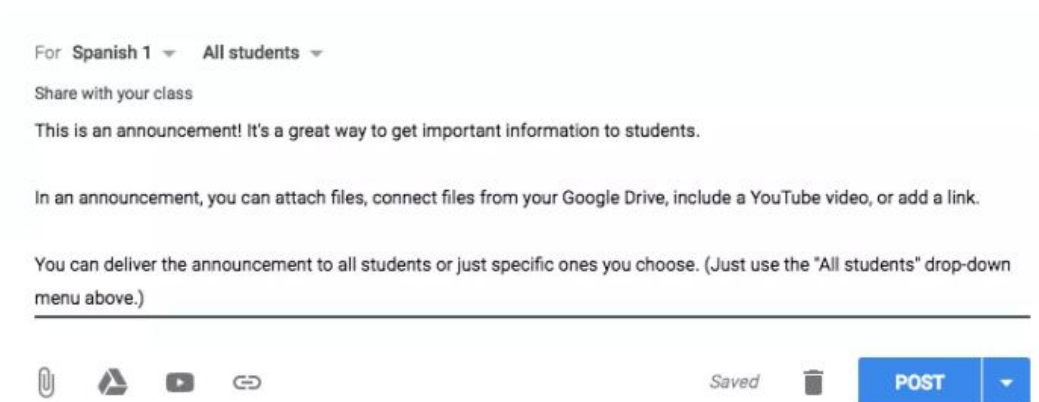 For Spanish 1 All students
Share with your class
This is an announcement! It's a great way to get important information to students.
In an announcement, you can attach files, connect files from your Google Drive, include a YouTube video, or add a link.
You can deliver the announcement to all students or just specific ones you choose. (Just use the "All students" drop-down
menu above.)
Saved POST